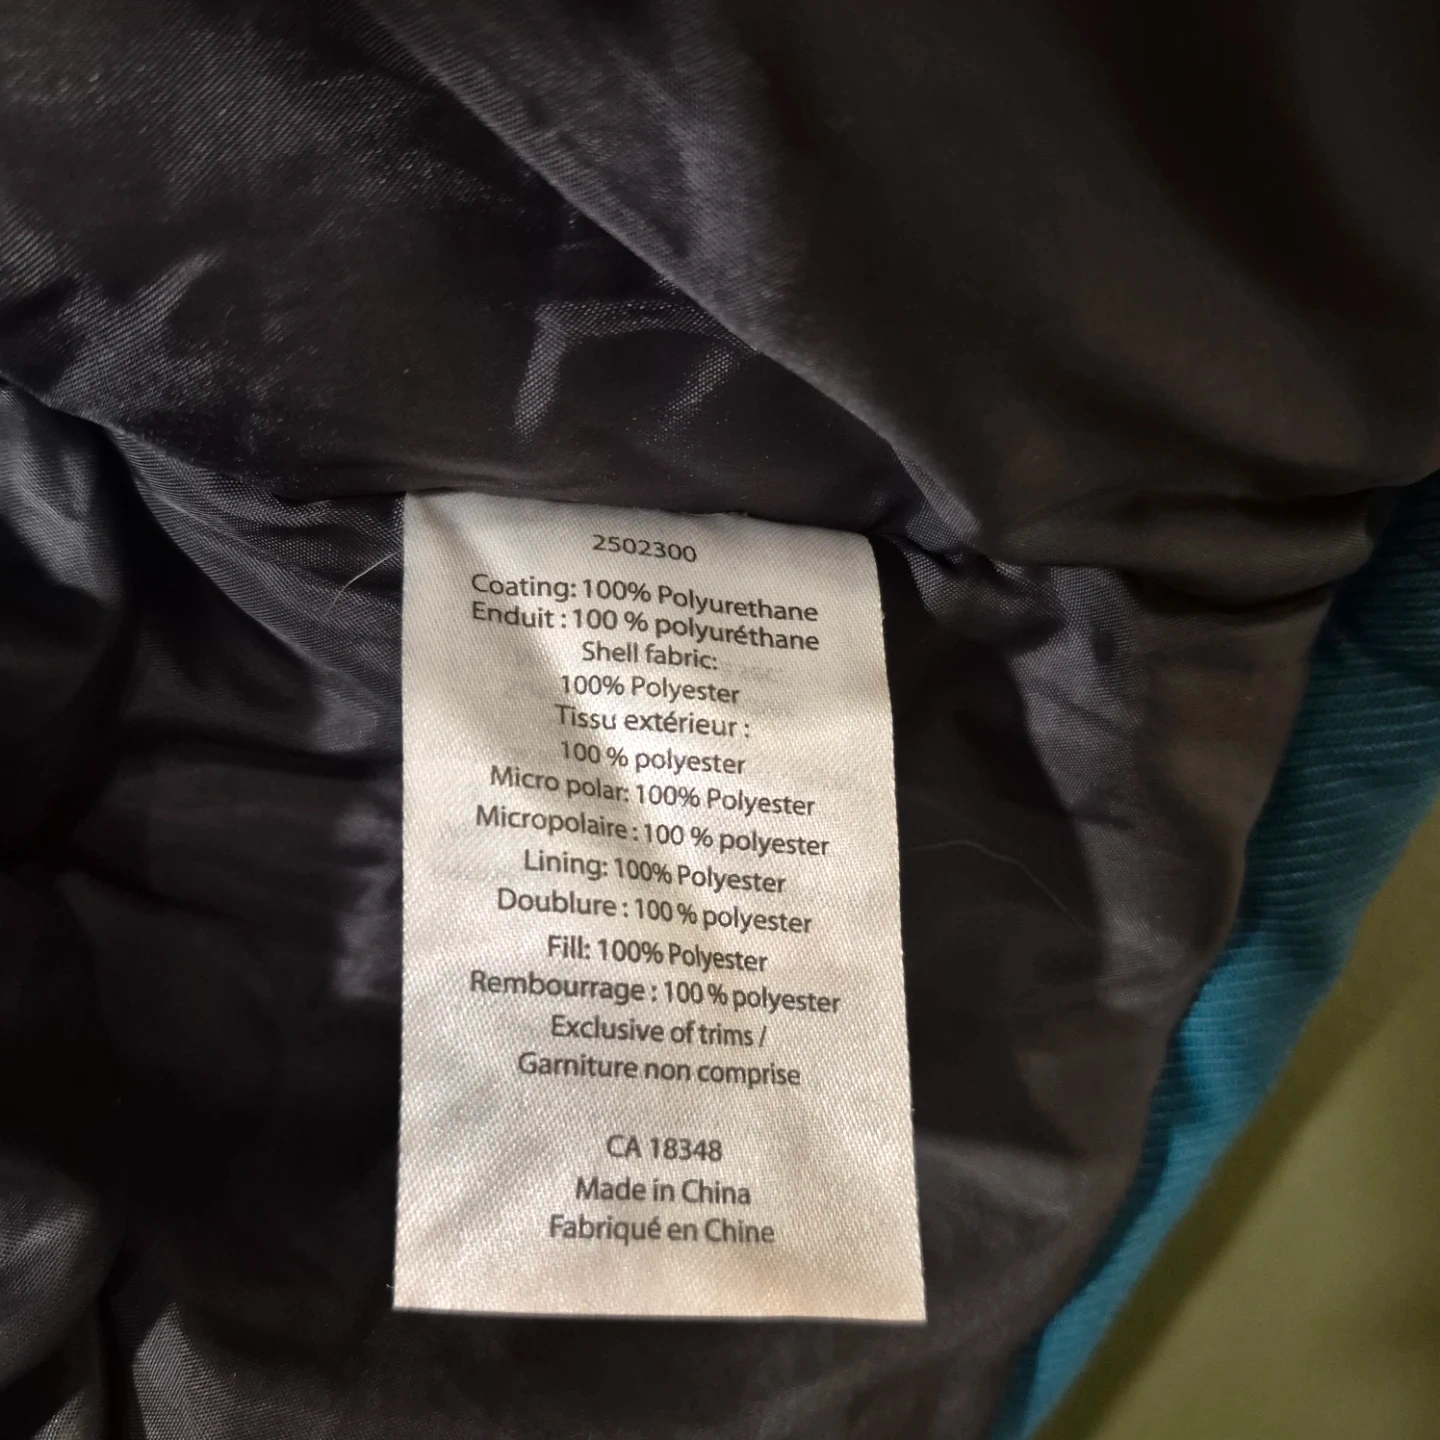 2502300
Coating: 100% Polyurethane
Enduit : 100 % polyuréthane
Shell fabric:
100% Polyester
Tissu extérieur :
100 % polyester
Micro polar: 100% Polyester
Micropolaire : 100 % polyester
Lining: 100% Polyester
Doublure : 100 % polyester
Fill: 100% Polyester
Rembourrage : 100 % polyester
Exclusive of trims /
Garniture non comprise
CA 18348
Made in China
Fabriqué en Chine